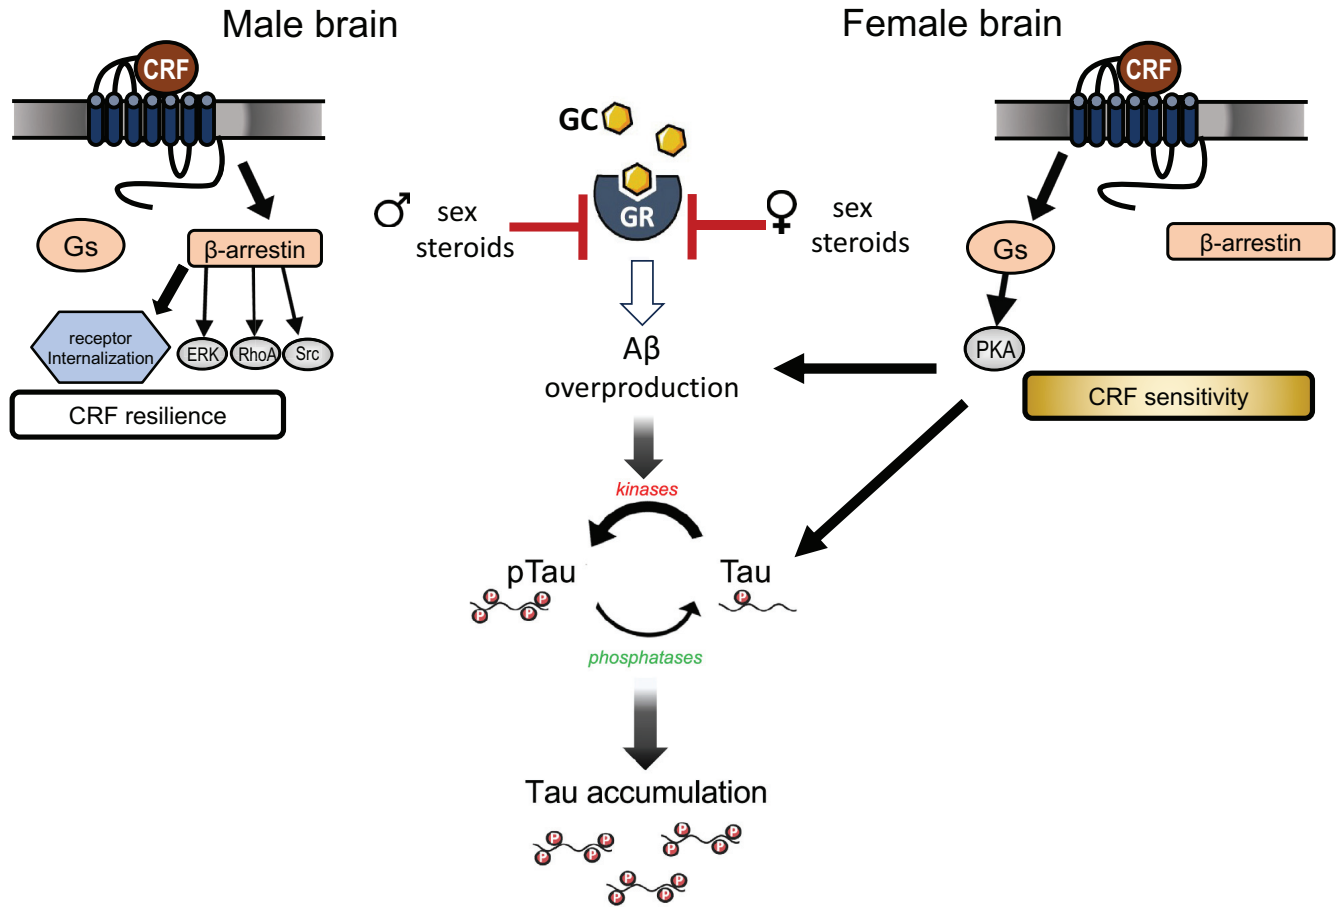 Male brain
Female brain
CRF
CRF
GC
GR
♂ sex
steroids
♀ sex
steroids
Gs
β-arrestin
Gs
β-arrestin
receptor
Internalization
ERK
RhoA
Src
PKA
CRF resilience
CRF sensitivity
Aβ
overproduction
kinases
pTau
Tau
P
P
P
P
P
phosphatases
Tau accumulation
P
P
P
P
P
P
P
P
P
P
P
P